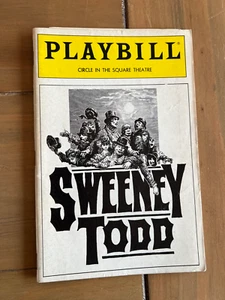 PLAYBILL
CIRCLE IN THE SQUARE THEATRE
SWEENEY
TODD